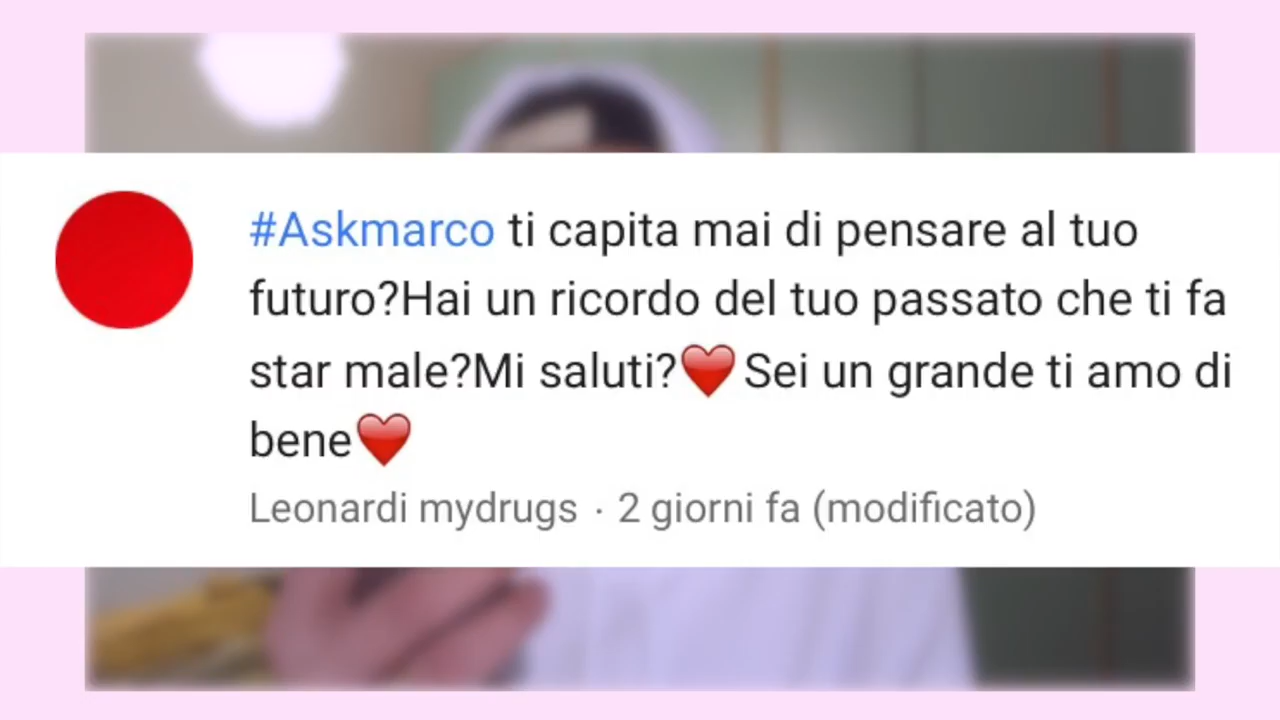 #Askmarco ti capita mai di pensare al tuo
futuro?Hai un ricordo del tuo passato che ti fa
star male?Mi saluti?❤️Sei un grande ti amo di
bene❤️
Leonardi mydrugs · 2 giorni fa (modificato)